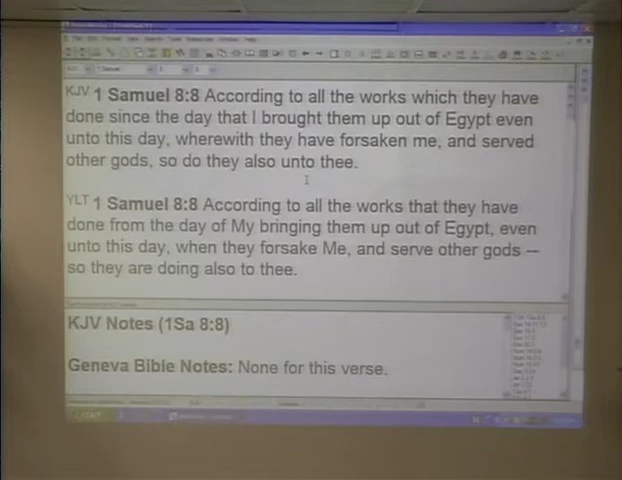 KJV 1 Samuel 8:8 According to all the works which they have
done since the day that I brought them up out of Egypt even
unto this day, wherewith they have forsaken me, and served
other gods, so do they also unto thee.
YLT 1 Samuel 8:8 According to all the works that they have
done from the day of My bringing them up out of Egypt, even
unto this day, when they forsake Me, and serve other gods --
so they are doing also to thee.
KJV Notes (1Sa 8:8)
Geneva Bible Notes: None for this verse.